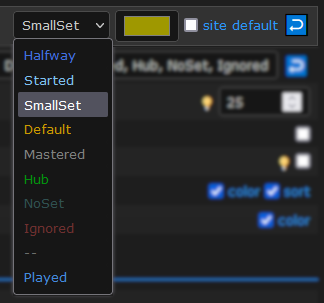 SmallSet site default
Halfway
D d, Hub, NoSet, Ignored
Started
SmallSet 25
Default
Mastered
Hub
color sort
NoSet
Ignored color
--
Played